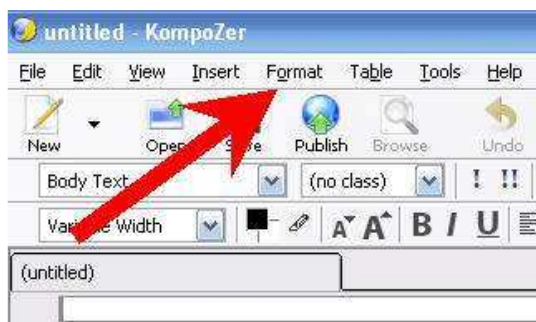 untitled - KompoZer
File Edit View Insert Format Table Tools Help
New Open Publish Browse Undo
Body Text (no class) ! !!
Width A A B I U
(untitled)